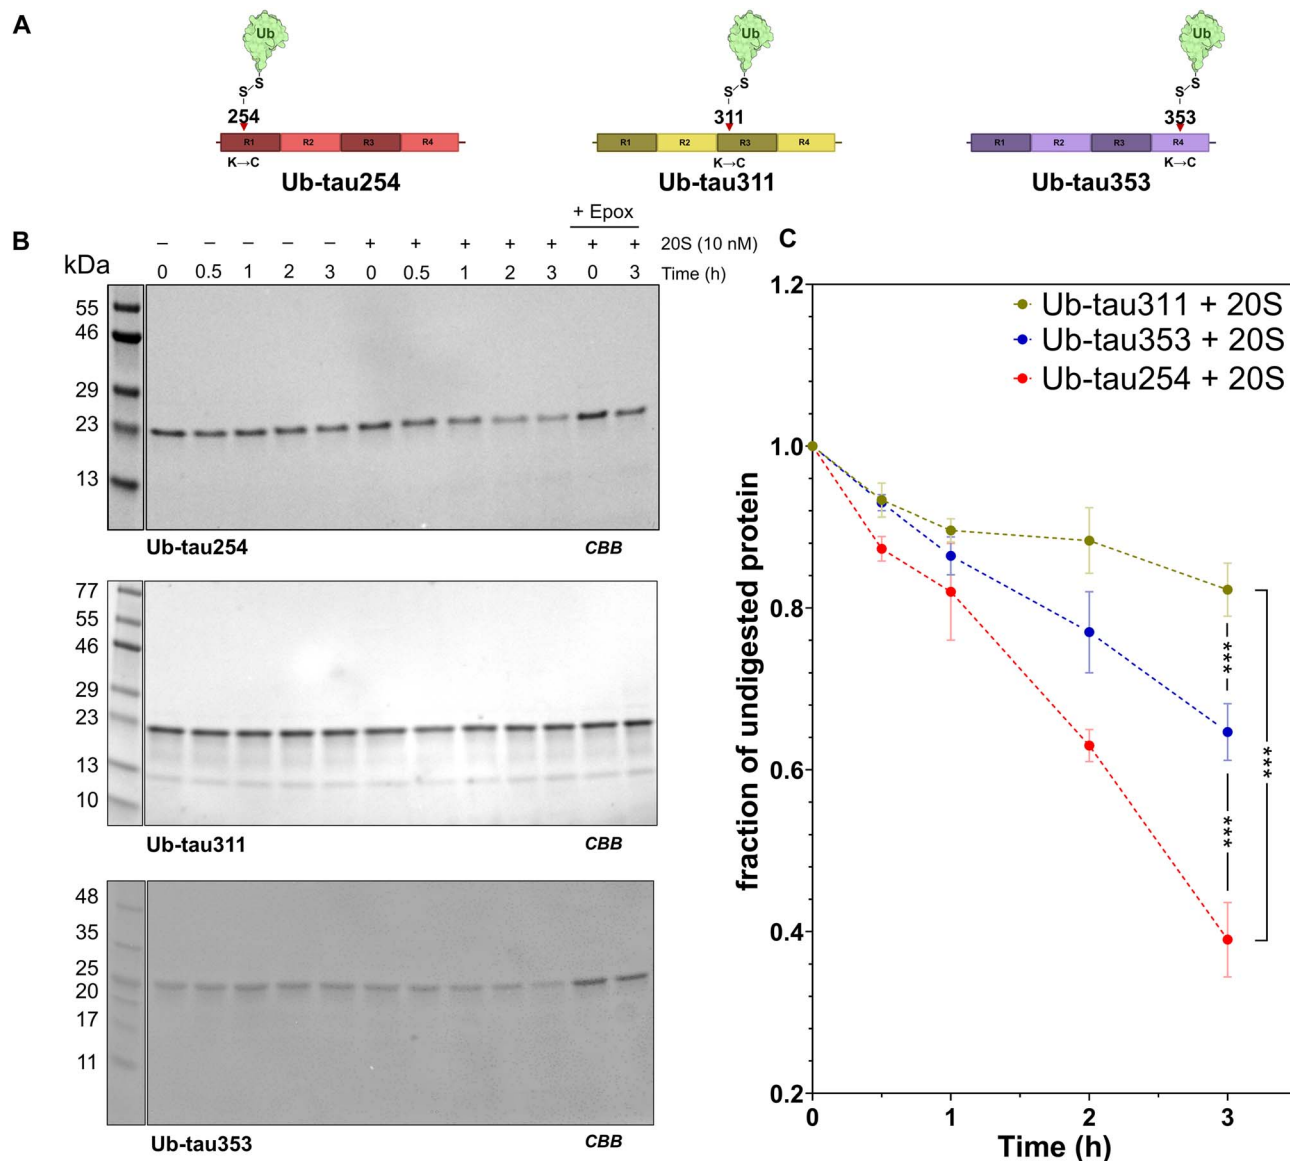 A
Ub Ub Ub
S S S
S S S
254 311 353
R1 R2 R3 R4 R1 R2 R3 R4 R1 R2 R3 R4
K→C K→C K→C
Ub-tau254 Ub-tau311 Ub-tau353
B
+ Epox
− − − − − + + + + + + + 20S (10 nM)
kDa 0 0.5 1 2 3 0 0.5 1 2 3 0 3 Time (h)
55
46
29
23
13
Ub-tau254 CBB
77
55
46
29
23
13
10
Ub-tau311 CBB
48
35
25
20
17
11
Ub-tau353 CBB
C
Ub-tau311 + 20S
Ub-tau353 + 20S
Ub-tau254 + 20S
fraction of undigested protein
1.2
1.0
0.8
0.6
0.4
0.2
***
***
***
0 1 2 3
Time (h)